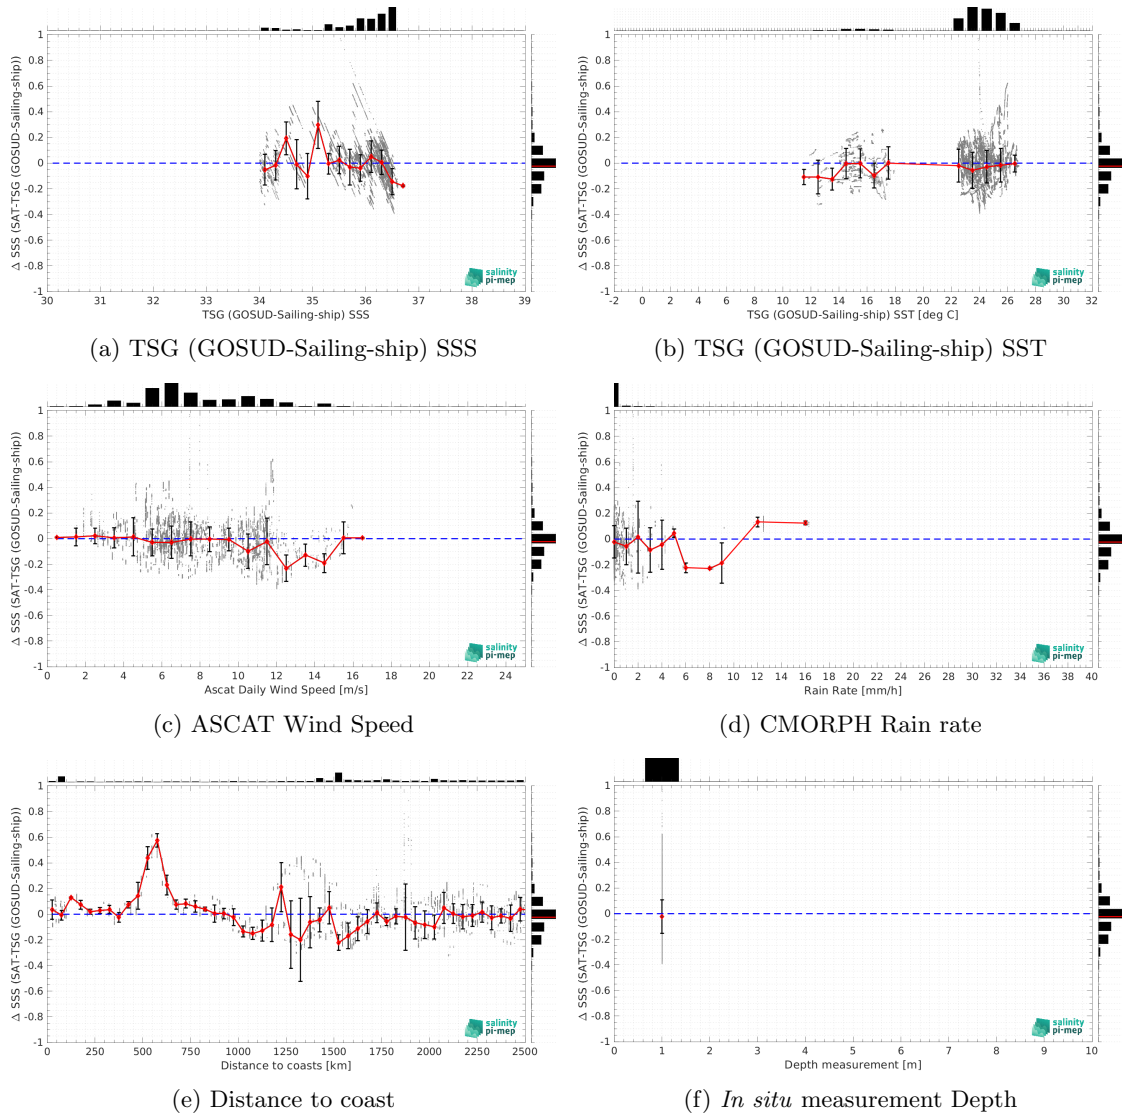 1
0.8
0.6
0.4
0.2
0
-0.2
-0.4
-0.6
-0.8
-1
Δ SSS (SAT-TSG (GOSUD-Sailing-ship))
30 31 32 33 34 35 36 37 38 39
TSG (GOSUD-Sailing-ship) SSS
salinity
pi-mep
(a) TSG (GOSUD-Sailing-ship) SSS
1
0.8
0.6
0.4
0.2
0
-0.2
-0.4
-0.6
-0.8
-1
Δ SSS (SAT-TSG (GOSUD-Sailing-ship))
-2 0 2 4 6 8 10 12 14 16 18 20 22 24 26 28 30 32
TSG (GOSUD-Sailing-ship) SST [deg C]
salinity
pi-mep
(b) TSG (GOSUD-Sailing-ship) SST
1
0.8
0.6
0.4
0.2
0
-0.2
-0.4
-0.6
-0.8
-1
Δ SSS (SAT-TSG (GOSUD-Sailing-ship))
0 2 4 6 8 10 12 14 16 18 20 22 24
Ascat Daily Wind Speed [m/s]
salinity
pi-mep
(c) ASCAT Wind Speed
1
0.8
0.6
0.4
0.2
0
-0.2
-0.4
-0.6
-0.8
-1
Δ SSS (SAT-TSG (GOSUD-Sailing-ship))
0 2 4 6 8 10 12 14 16 18 20 22 24 26 28 30 32 34 36 38 40
Rain Rate [mm/h]
salinity
pi-mep
(d) CMORPH Rain rate
1
0.8
0.6
0.4
0.2
0
-0.2
-0.4
-0.6
-0.8
-1
Δ SSS (SAT-TSG (GOSUD-Sailing-ship))
0 250 500 750 1000 1250 1500 1750 2000 2250 2500
Distance to coasts [km]
salinity
pi-mep
(e) Distance to coast
1
0.8
0.6
0.4
0.2
0
-0.2
-0.4
-0.6
-0.8
-1
Δ SSS (SAT-TSG (GOSUD-Sailing-ship))
0 1 2 3 4 5 6 7 8 9 10
Depth measurement [m]
salinity
pi-mep
(f) In situ measurement Depth